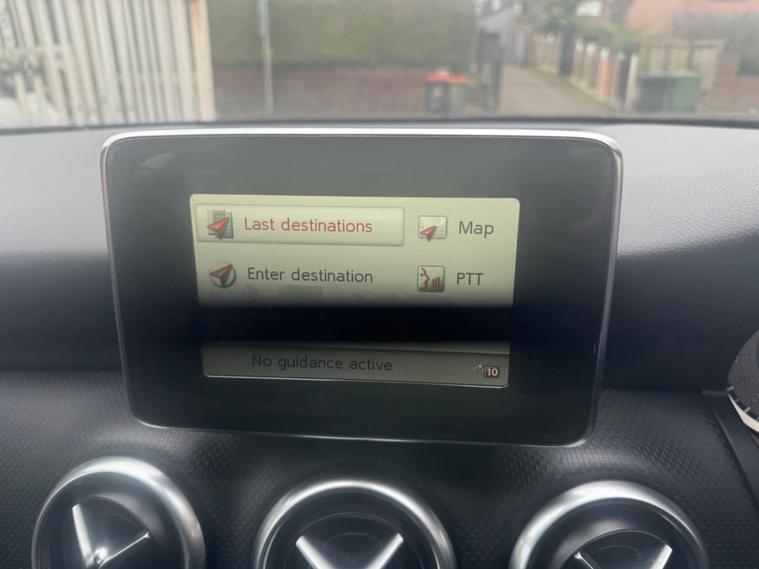 Last destinations Map
Enter destination PTT
No guidance active 10